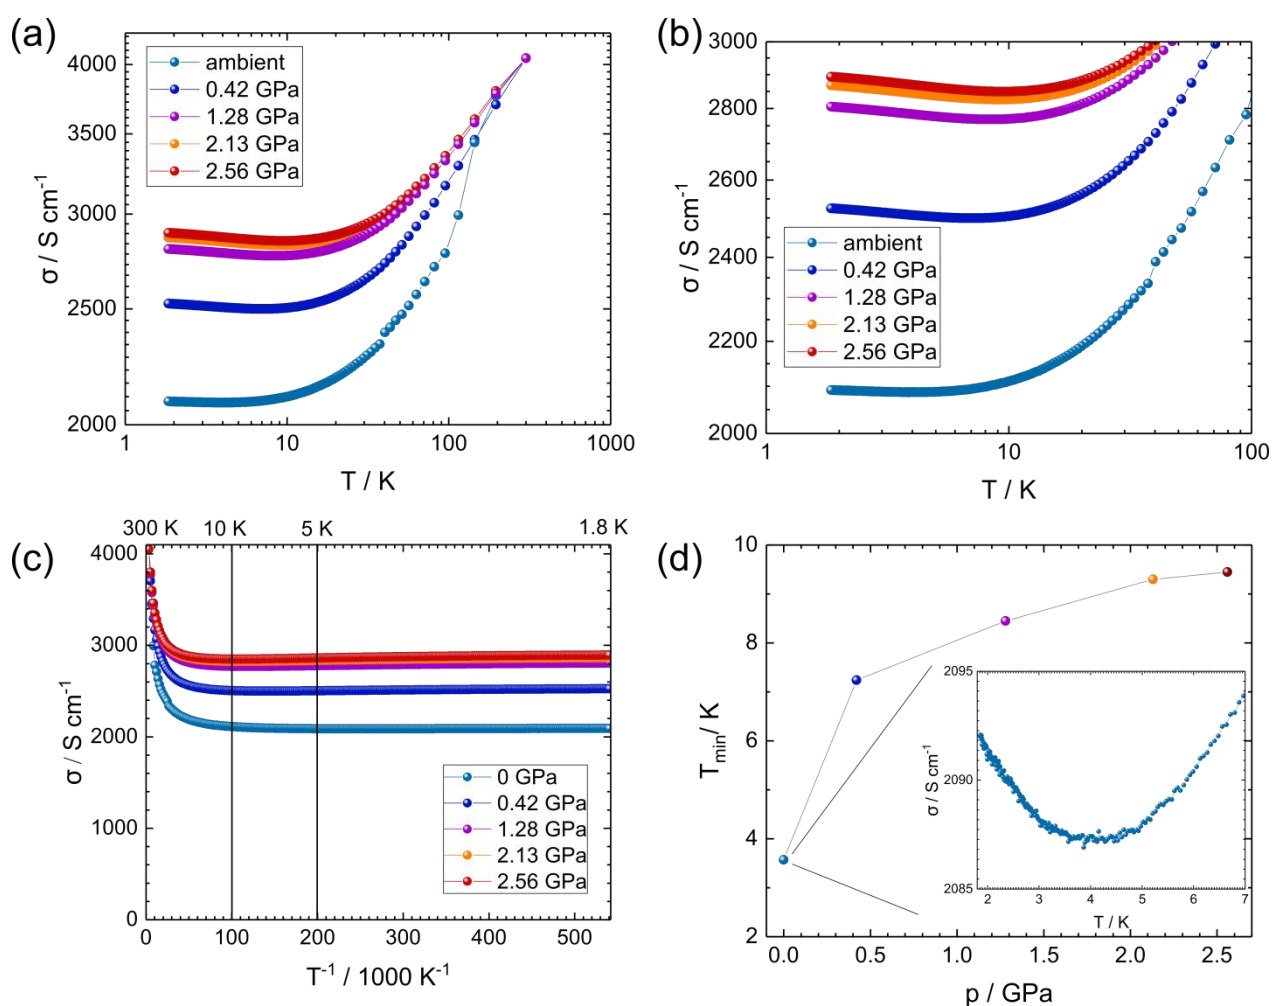 (a)
4000
3500
3000
2500
2000
σ / S cm⁻¹
ambient
0.42 GPa
1.28 GPa
2.13 GPa
2.56 GPa
1
10
100
1000
T / K
(b)
3000
2800
2600
2400
2200
2000
σ / S cm⁻¹
ambient
0.42 GPa
1.28 GPa
2.13 GPa
2.56 GPa
1
10
100
T / K
(c)
300 K
10 K
5 K
1.8 K
4000
3000
2000
1000
0
σ / S cm⁻¹
0 GPa
0.42 GPa
1.28 GPa
2.13 GPa
2.56 GPa
0
100
200
300
400
500
T⁻¹ / 1000 K⁻¹
(d)
10
8
6
4
2
Tₘᵢₙ/ K
2095
2090
2085
σ / S cm⁻¹
2
3
4
5
6
7
T / K
0.0
0.5
1.0
1.5
2.0
2.5
p / GPa